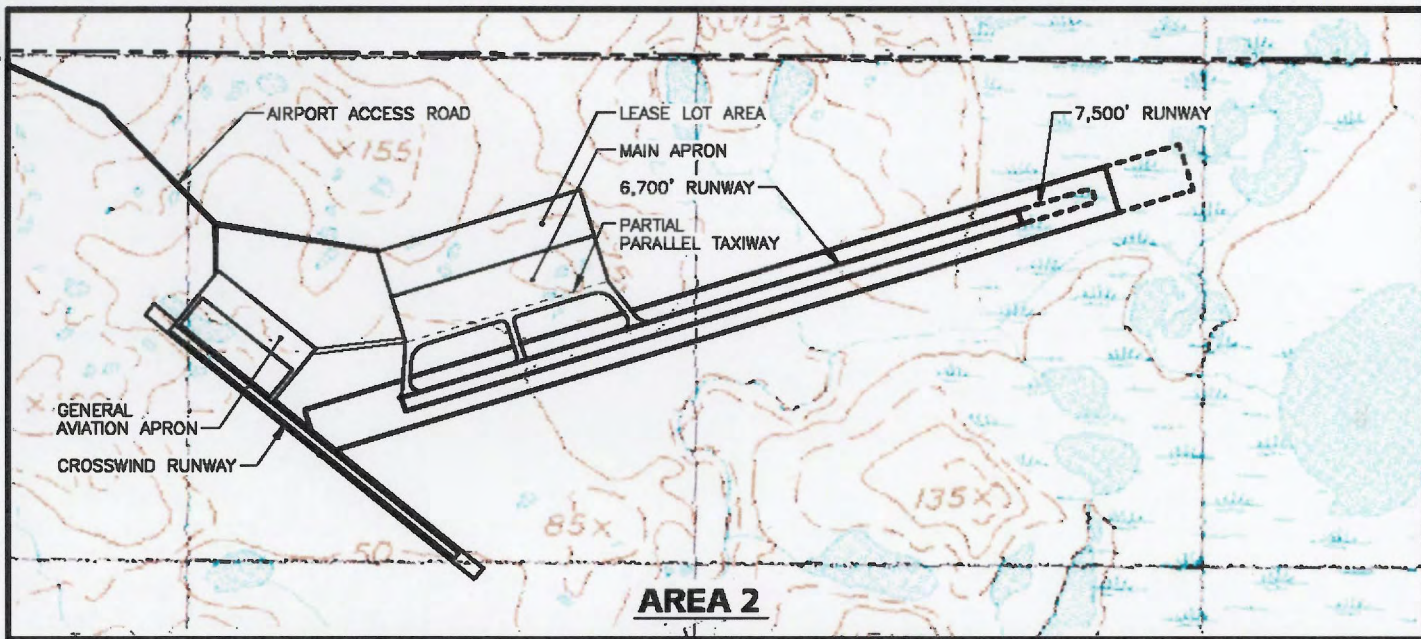 AIRPORT ACCESS ROAD
LEASE LOT AREA
7,500' RUNWAY
MAIN APRON
×155
6,700' RUNWAY
PARTIAL
PARALLEL TAXIWAY
GENERAL
AVIATION APRON
CROSSWIND RUNWAY
135×
85×
50
AREA 2